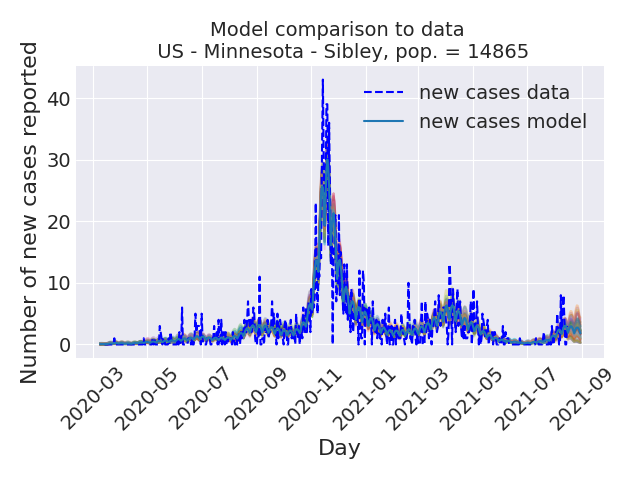 Model comparison to data
US - Minnesota - Sibley, pop. = 14865
Number of new cases reported
40
30
20
10
0
new cases data
new cases model
2020-03
2020-05
2020-07
2020-09
2020-11
2021-01
2021-03
2021-05
2021-07
2021-09
Day